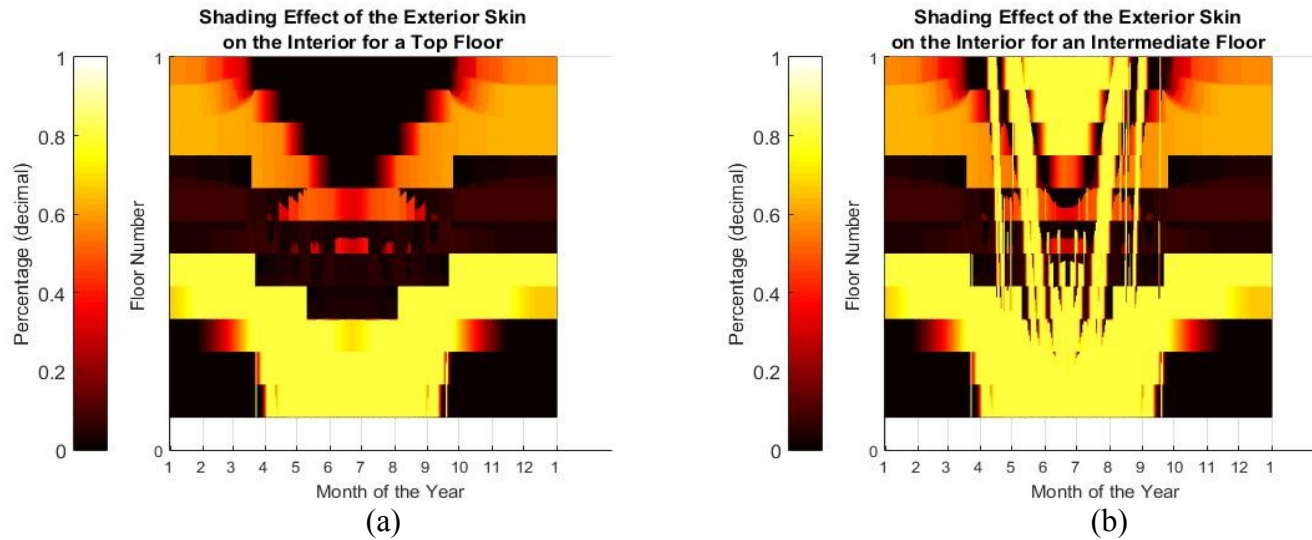 Shading Effect of the Exterior Skin
on the Interior for a Top Floor
1
0.8
0.6
0.4
0.2
0
Percentage (decimal)
1
0
Floor Number
1 2 3 4 5 6 7 8 9 10 11 12 1
Month of the Year
(a)
Shading Effect of the Exterior Skin
on the Interior for an Intermediate Floor
1
0.8
0.6
0.4
0.2
0
Percentage (decimal)
1
0
Floor Number
1 2 3 4 5 6 7 8 9 10 11 12 1
Month of the Year
(b)